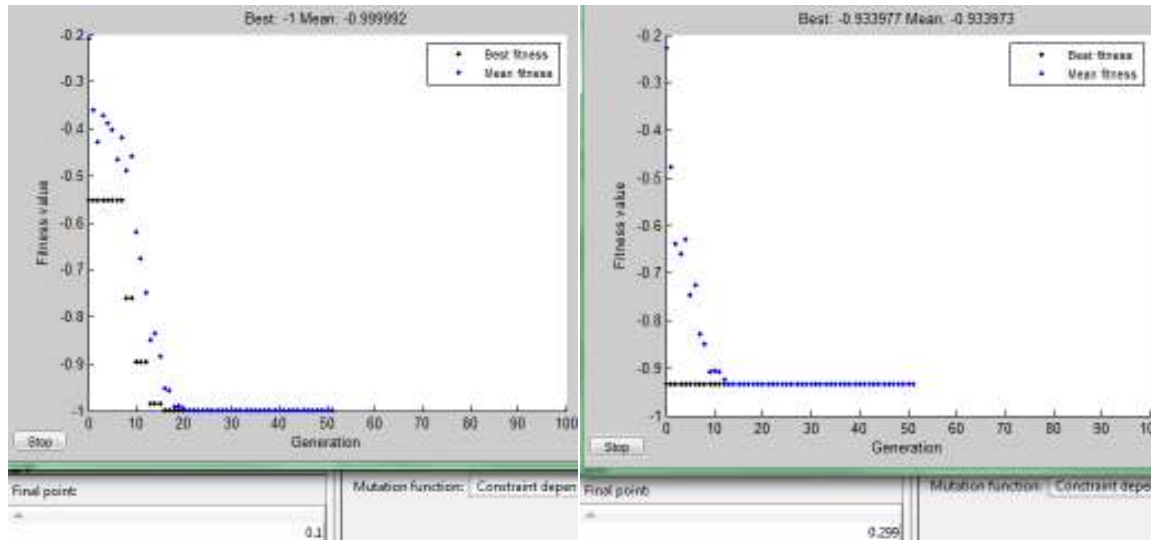 Best: -1 Mean: -0.999992
-0.2
-0.3
-0.4
-0.5
-0.6
-0.7
-0.8
-0.9
-1
Fitness value
Best fitness
Mean fitness
0 10 20 30 40 50 60 70 80 90 100
Generation
Stop
Final point:
0.1
Mutation function: Constraint depen
Best: -0.933977 Mean: -0.933973
-0.2
-0.3
-0.4
-0.5
-0.6
-0.7
-0.8
-0.9
-1
Fitness value
Best fitness
Mean fitness
0 10 20 30 40 50 60 70 80 90 100
Generation
Stop
Final point:
0.299
Mutation function: Constraint depe